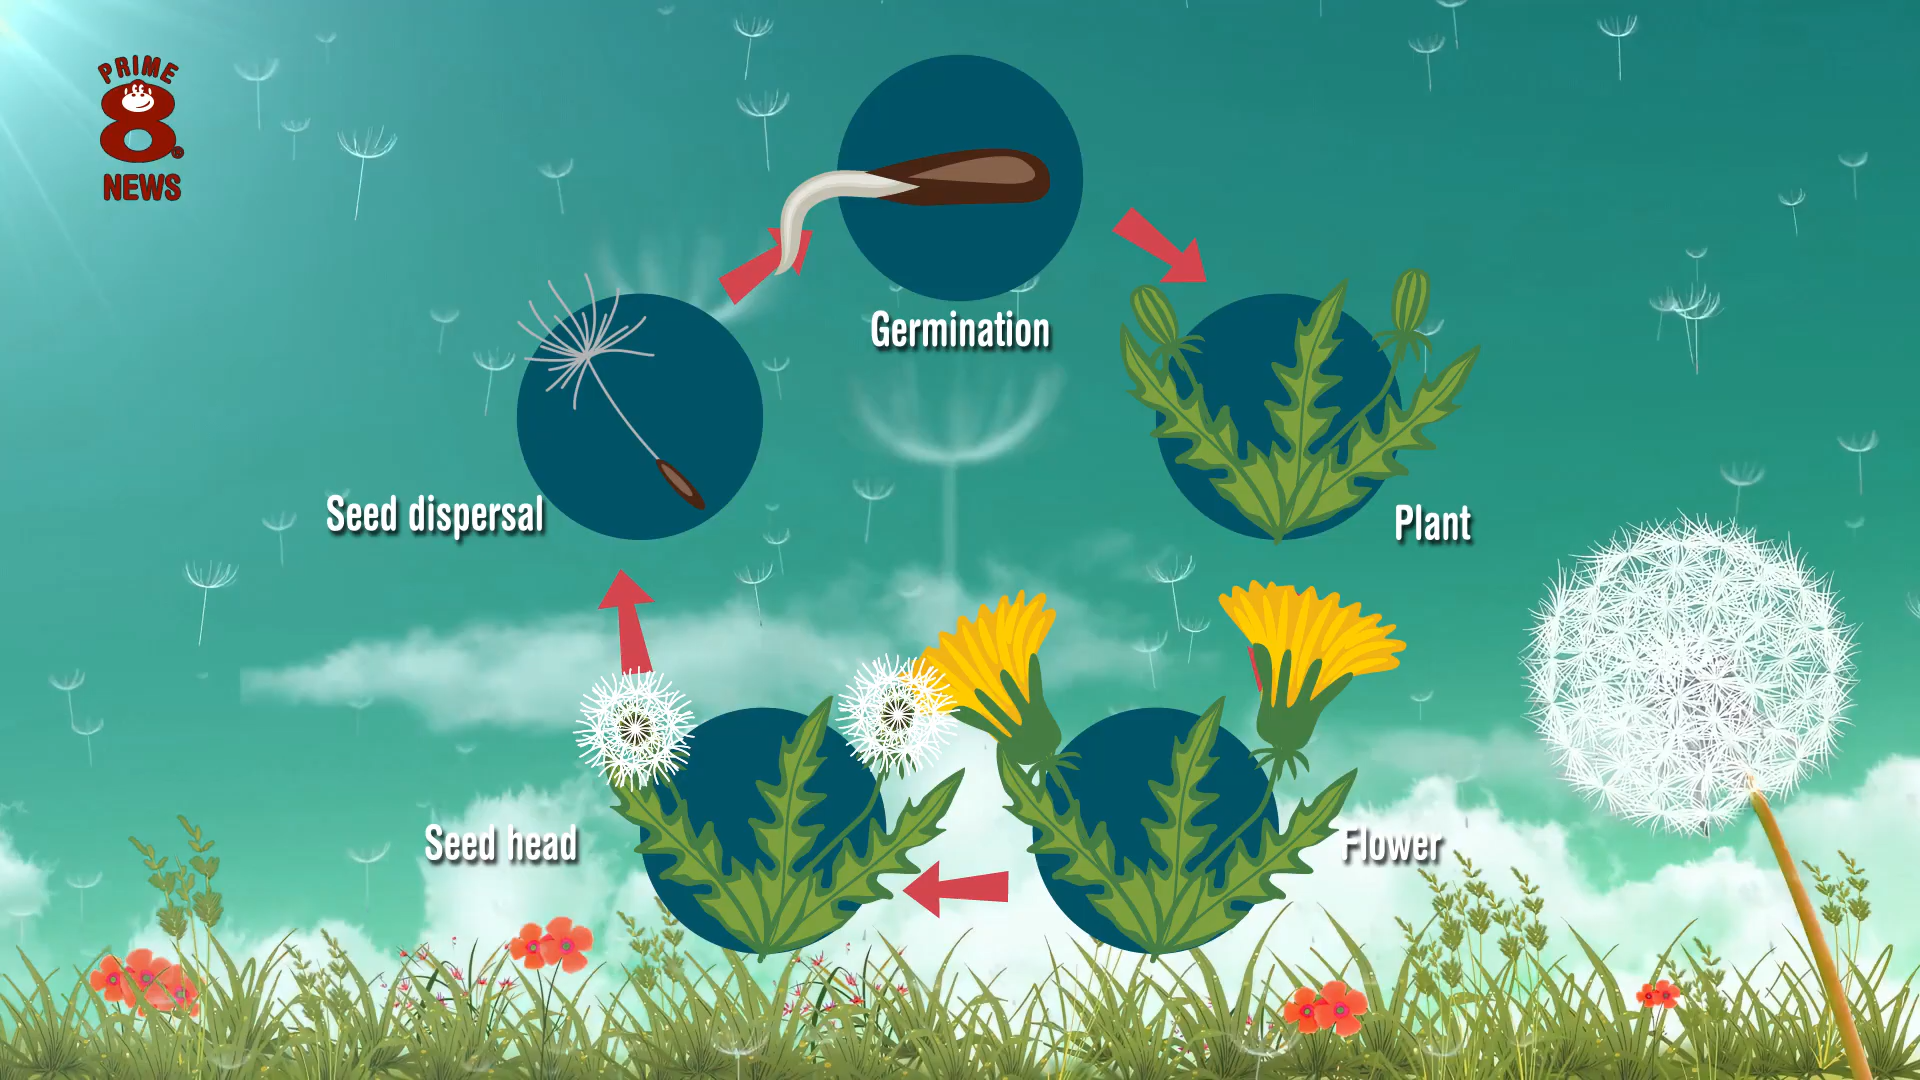 PRIME
8
NEWS
Germination
Seed dispersal
Plant
Seed head
Flower